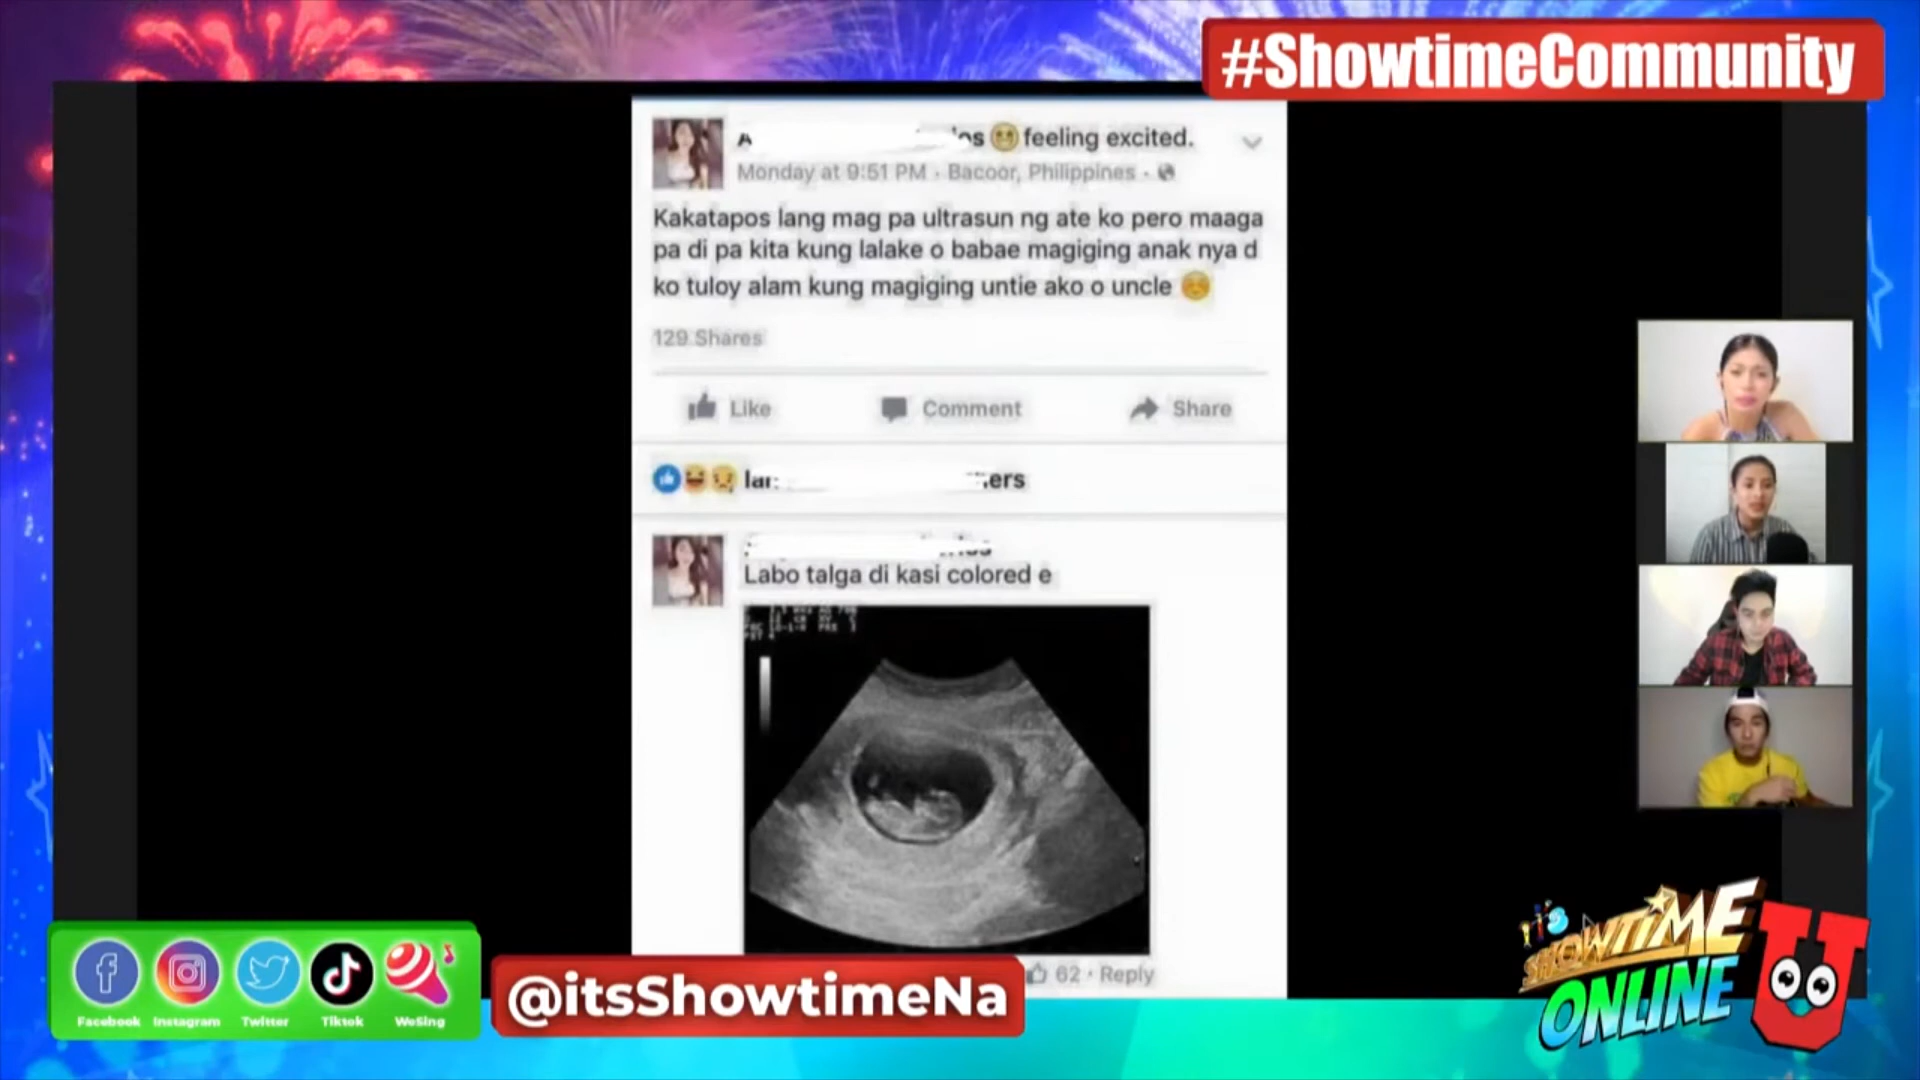 #ShowtimeCommunity
feeling excited.
Monday at 9:51 PM · Bacoor, Philippines ·
Kakatapos lang mag pa ultrasun ng ate ko pero maaga
pa di pa kita kung lalake o babae magiging anak nya d
ko tuloy alam kung magiging untie ako o uncle
129 Shares
Like Comment Share
Labo talga di kasi colored e
62 · Reply
Facebook Instagram Twitter Tiktok WeSing
@itsShowtimeNa
it's
SHOWTIME
ONLINE U